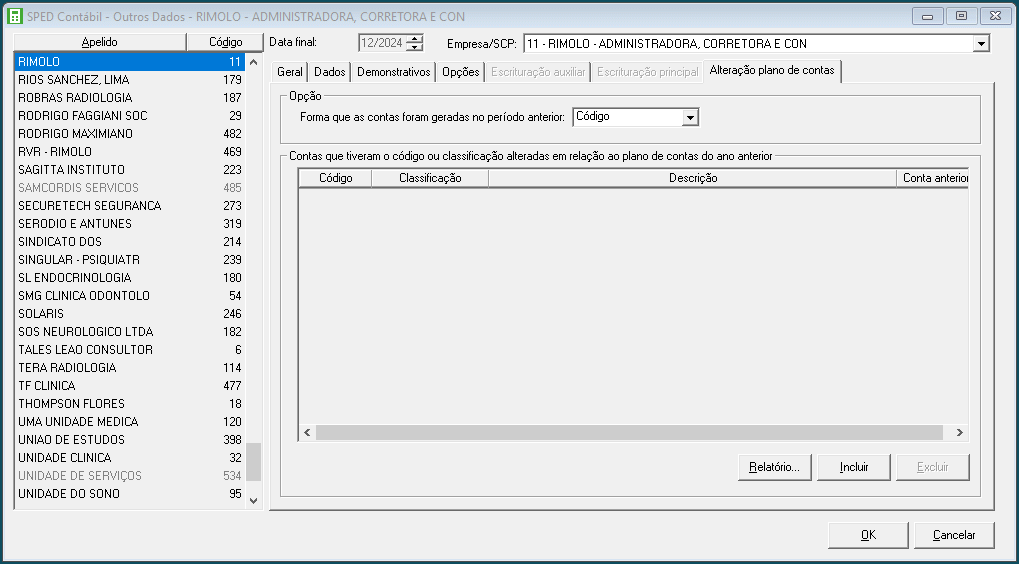 SPED Contábil - Outros Dados - RIMOLO - ADMINISTRADORA, CORRETORA E CON
Apelido Código
RIMOLO 11
RIOS SANCHEZ, LIMA 179
ROBRAS RADIOLOGIA 187
RODRIGO FAGGIANI SOC 29
RODRIGO MAXIMIANO 482
RVR - RIMOLO 469
SAGITTA INSTITUTO 223
SAMCORDIS SERVICOS 485
SECURETECH SEGURANCA 273
SERODIO E ANTUNES 319
SINDICATO DOS 214
SINGULAR - PSIQUIATR 239
SL ENDOCRINOLOGIA 180
SMG CLINICA ODONTOLO 54
SOLARIS 246
SOS NEUROLOGICO LTDA 182
TALES LEAO CONSULTOR 6
TERA RADIOLOGIA 114
TF CLINICA 477
THOMPSON FLORES 18
UMA UNIDADE MEDICA 120
UNIAO DE ESTUDOS 398
UNIDADE CLINICA 32
UNIDADE DE SERVIÇOS 534
UNIDADE DO SONO 95
Data final: 12/2024 Empresa/SCP: 11 - RIMOLO - ADMINISTRADORA, CORRETORA E CON
Geral Dados Demonstrativos Opções Escrituração auxiliar Escrituração principal Alteração plano de contas
Opção
Forma que as contas foram geradas no período anterior: Código
Contas que tiveram o código ou classificação alteradas em relação ao plano de contas do ano anterior
Código Classificação Descrição Conta anterior
Relatório... Incluir Excluir
OK Cancelar